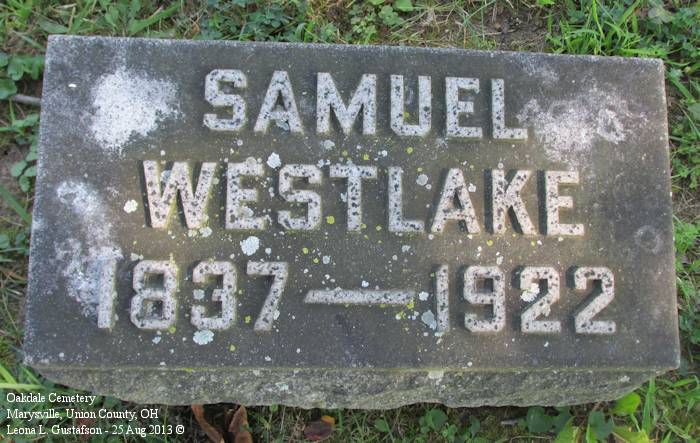 SAMUEL
WESTLAKE
1837 — 1922
Oakdale Cemetery
Marysville, Union County, OH
Leona L. Gustafson - 25 Aug 2013 ©